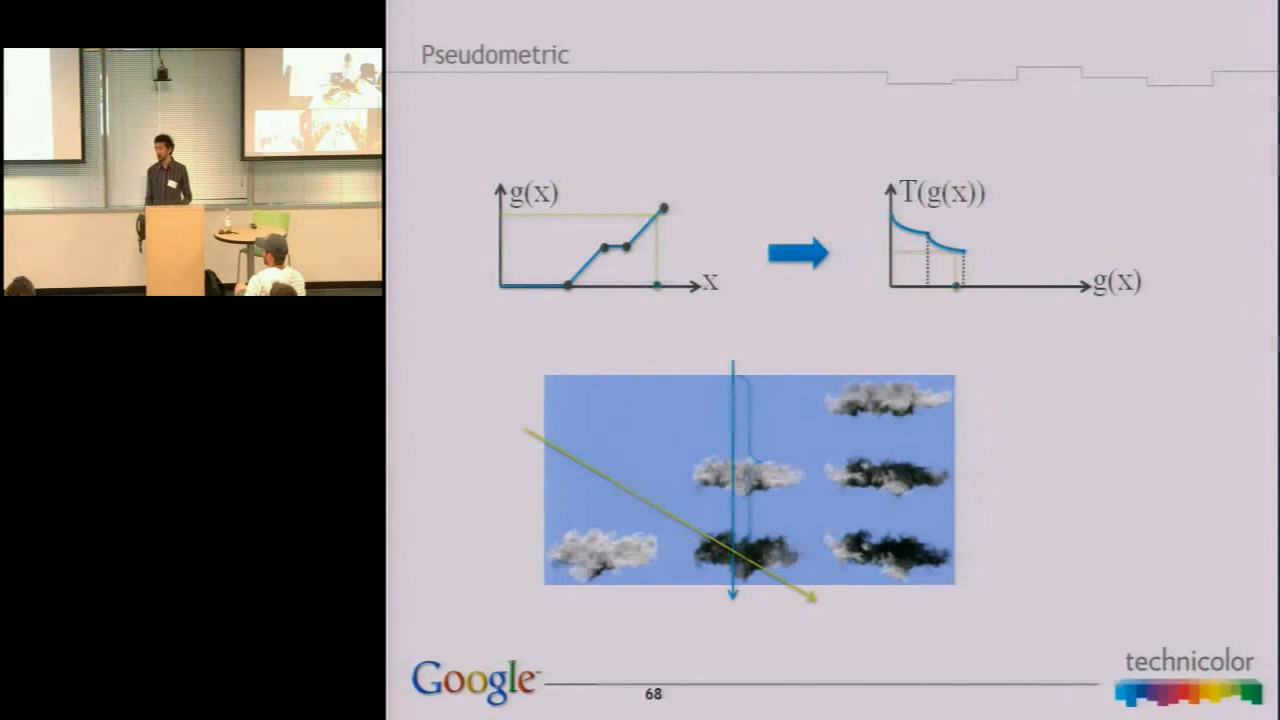 Pseudometric
g(x)
x
T(g(x))
g(x)
Google
68
technicolor